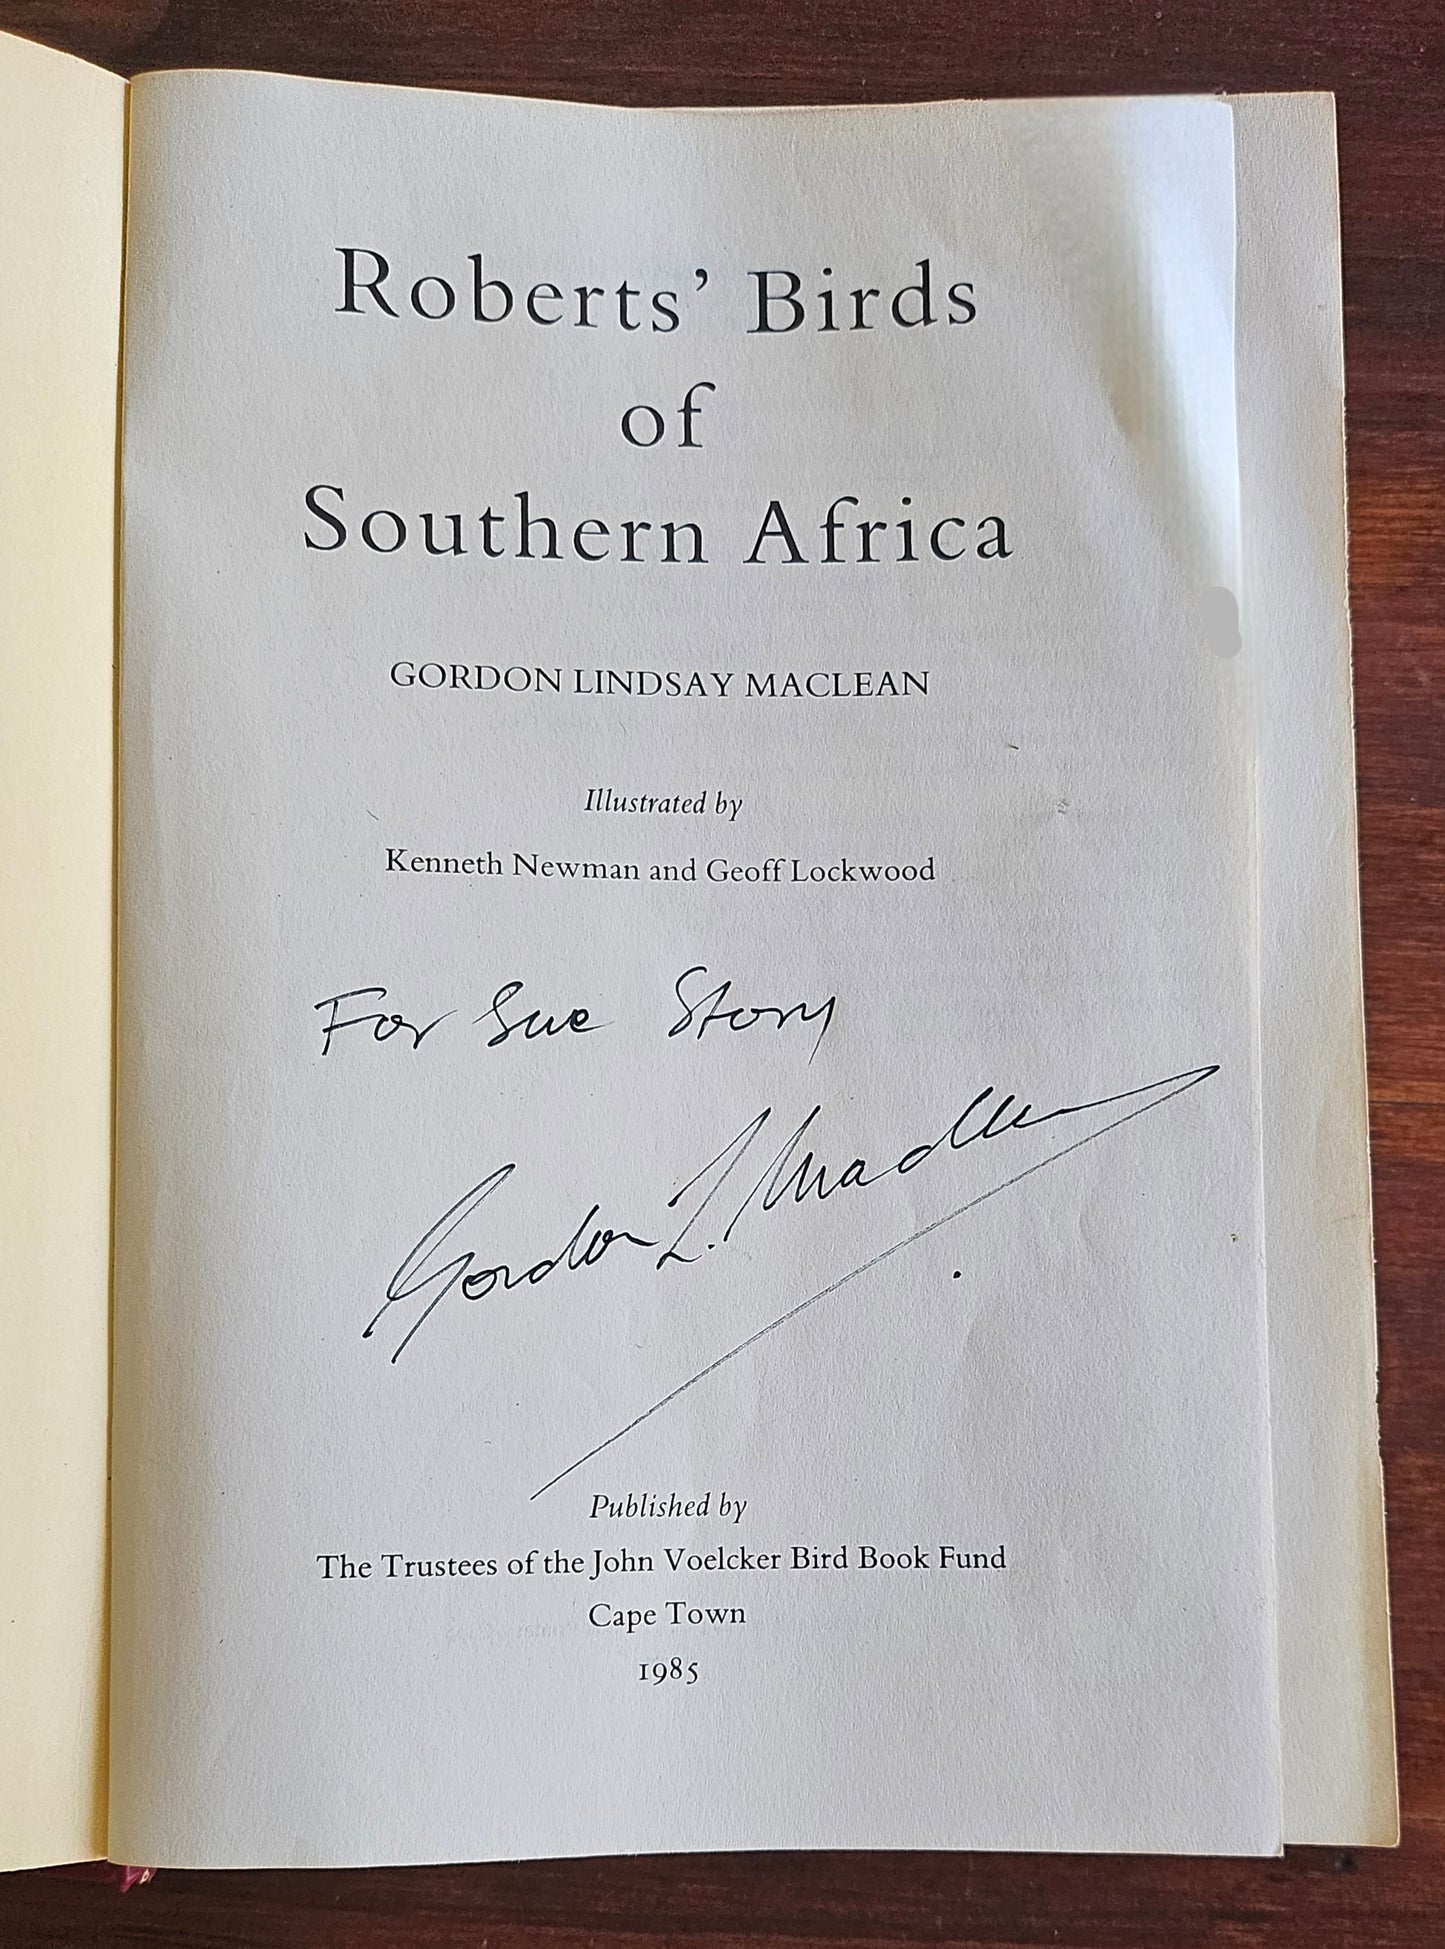 Roberts’ Birds
of
Southern Africa
GORDON LINDSAY MACLEAN
Illustrated by
Kenneth Newman and Geoff Lockwood
For Sue Story
Gordon L. Maclean
Published by
The Trustees of the John Voelcker Bird Book Fund
Cape Town
1985